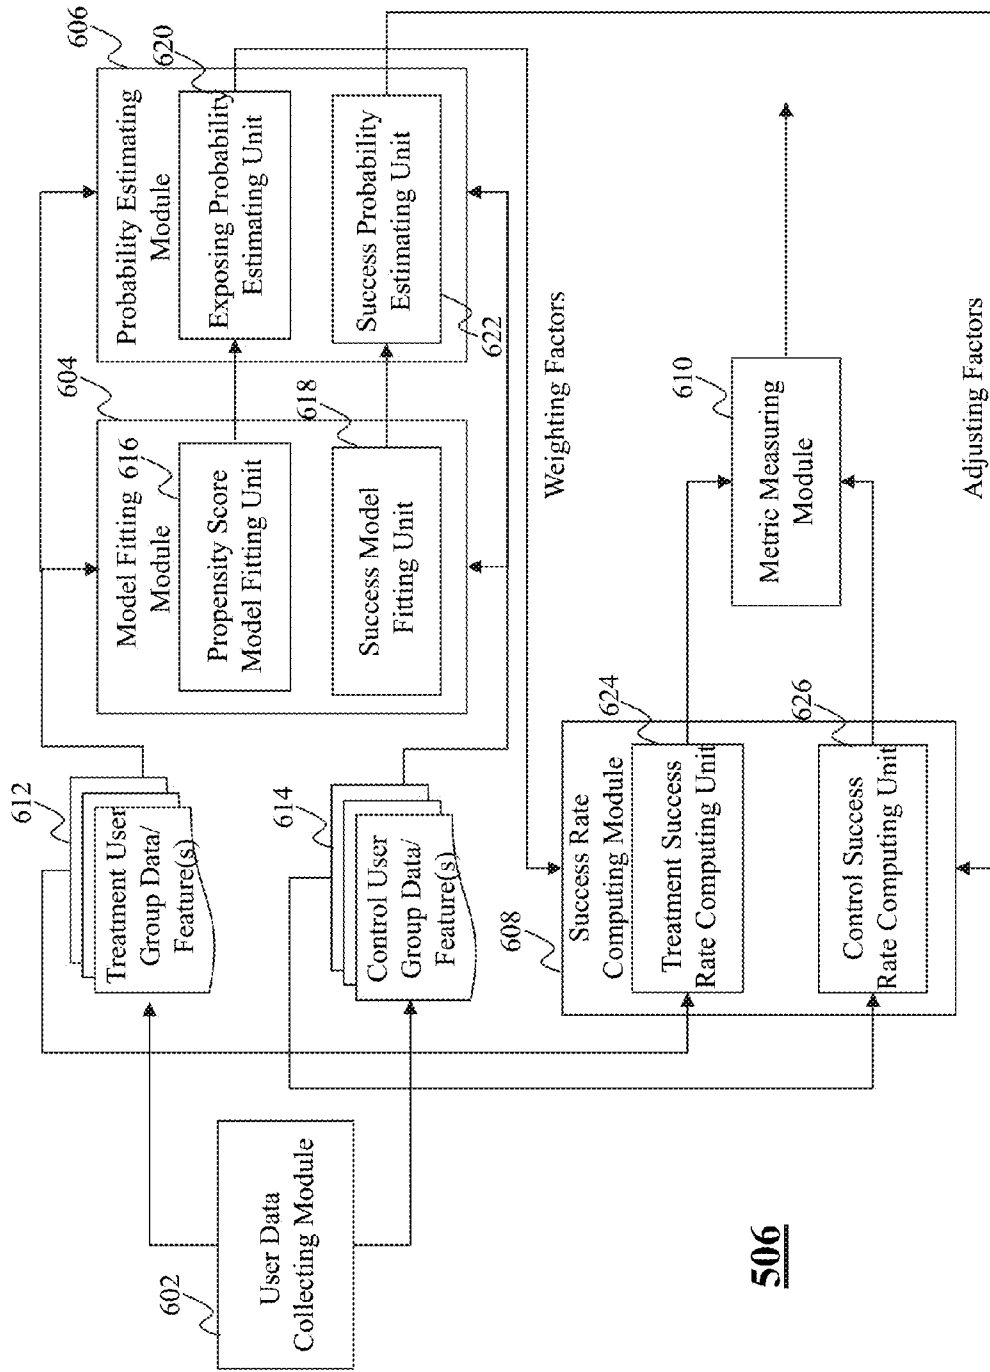 602
User Data
Collecting Module
612
Treatment User
Group Data/
Feature(s)
614
Control User
Group Data/
Feature(s)
604
Model Fitting
Module
616
Propensity Score
Model Fitting Unit
618
Success Model
Fitting Unit
606
Probability Estimating
Module
620
Exposing Probability
Estimating Unit
Success Probability
Estimating Unit
622
Weighting Factors
608
Success Rate
Computing Module
624
Treatment Success
Rate Computing Unit
626
Control Success
Rate Computing Unit
610
Metric Measuring
Module
Adjusting Factors
506